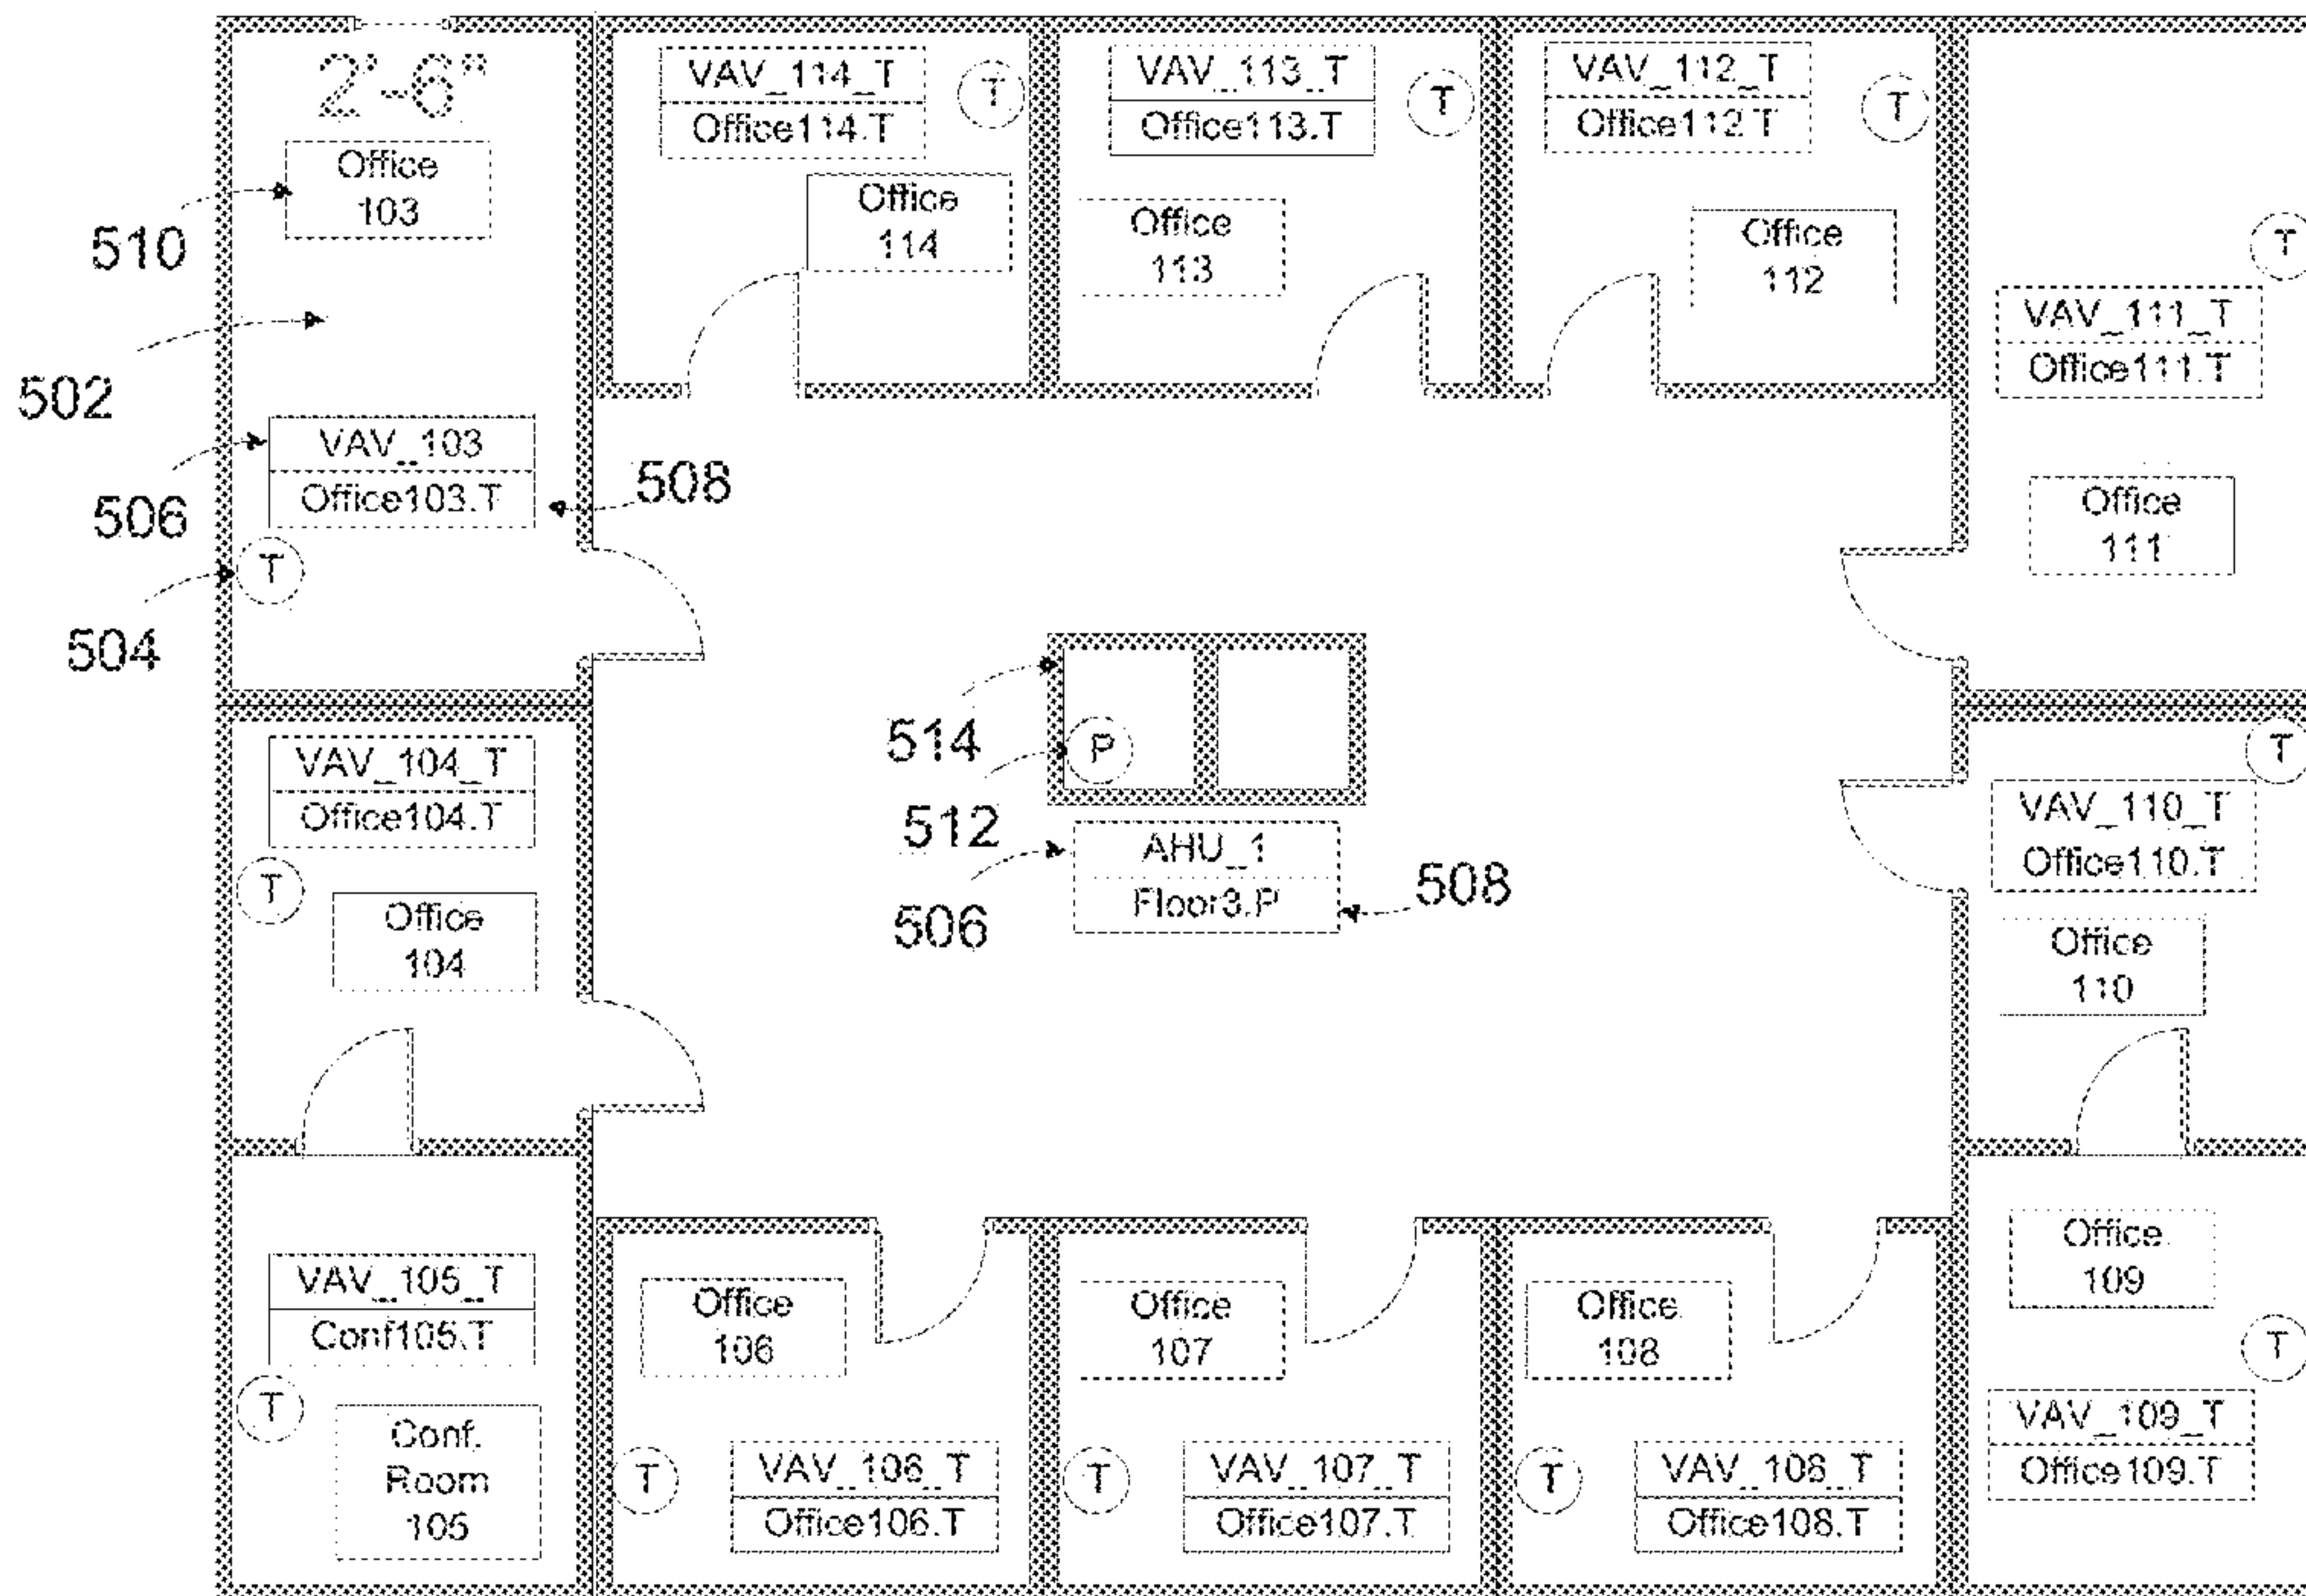 2'-6"
Office
103
510
502
VAV_103
Office103.T
506
508
T
504
VAV_114_T
Office114.T
T
Office
114
VAV_113_T
Office113.T
T
Office
113
VAV_112_T
Office112.T
T
Office
112
T
VAV_111_T
Office111.T
Office
111
514
P
512
AHU_1
Floor3.P
506
508
VAV_104_T
Office104.T
T
Office
104
T
VAV_110_T
Office110.T
Office
110
VAV_105_T
Conf105.T
T
Conf.
Room
105
Office
106
T
VAV_106_T
Office106.T
Office
107
T
VAV_107_T
Office107.T
Office
108
T
VAV_108_T
Office108.T
Office
109
T
VAV_109_T
Office109.T